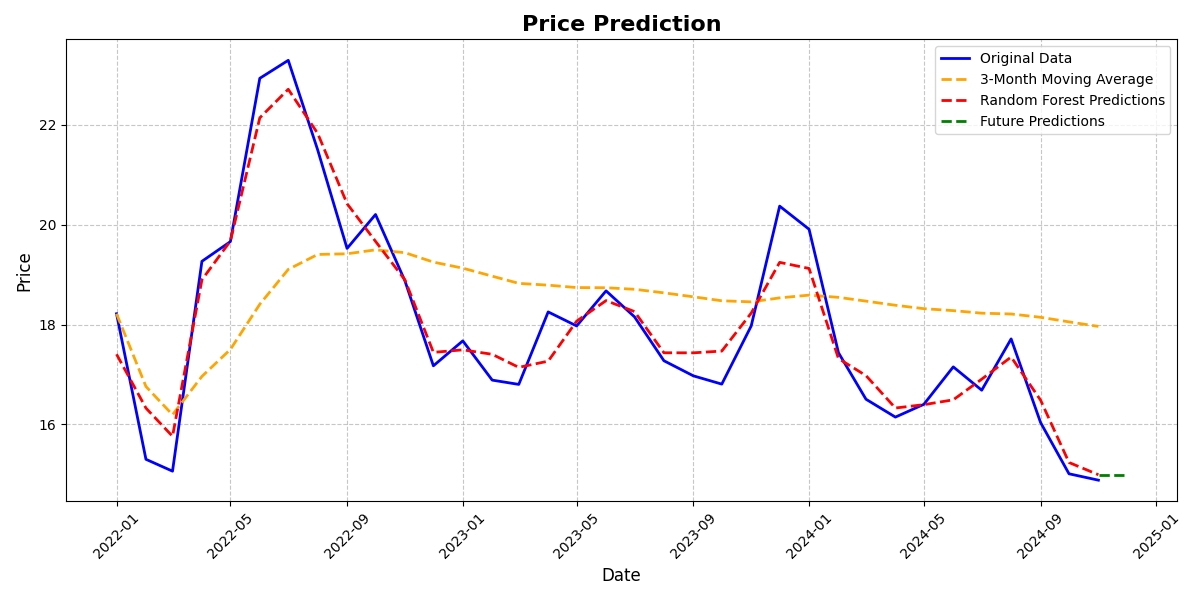 Price Prediction
Original Data
3-Month Moving Average
Random Forest Predictions
Future Predictions
Price
22
20
18
16
2022-01
2022-05
2022-09
2023-01
2023-05
2023-09
2024-01
2024-05
2024-09
2025-01
Date